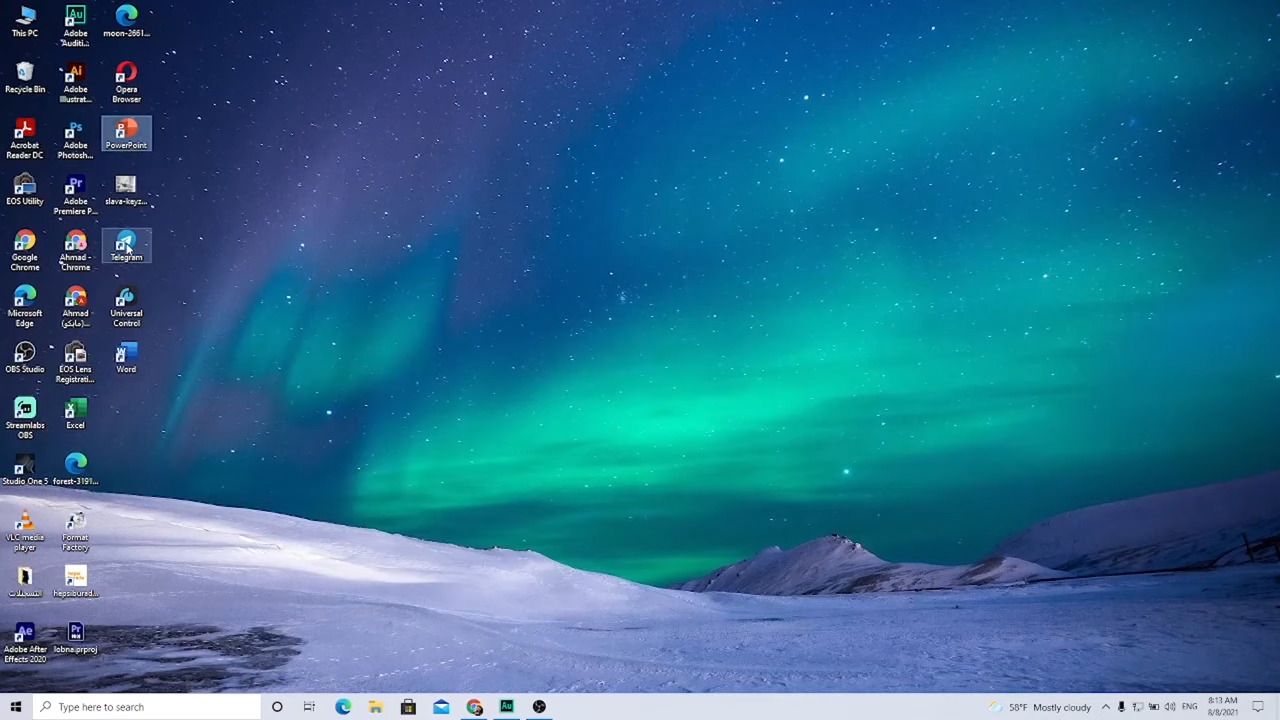 This PC
Adobe
Auditi...
moon-2661...
Recycle Bin
Adobe
Illustrat...
Opera
Browser
Acrobat
Reader DC
Adobe
Photosh...
PowerPoint
EOS Utility
Adobe
Premiere P...
slava-keyz...
Google
Chrome
Ahmad -
Chrome
Telegram
Microsoft
Edge
Ahmad
(مايكو)...
Universal
Control
OBS Studio
EOS Lens
Registrati...
Word
Streamlabs
OBS
Excel
Studio One 5
forest-3191...
VLC media
player
Format
Factory
التسجيلات
hepsiburad...
Adobe After
Effects 2020
lobna.prproj
Type here to search
58°F Mostly cloudy
ENG
8:13 AM
8/8/2021